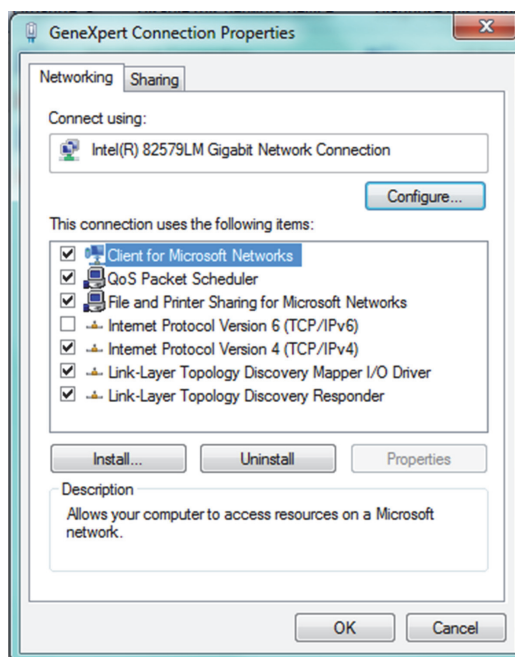 GeneXpert Connection Properties
Networking
Sharing
Connect using:
Intel(R) 82579LM Gigabit Network Connection
Configure...
This connection uses the following items:
Client for Microsoft Networks
QoS Packet Scheduler
File and Printer Sharing for Microsoft Networks
Internet Protocol Version 6 (TCP/IPv6)
Internet Protocol Version 4 (TCP/IPv4)
Link-Layer Topology Discovery Mapper I/O Driver
Link-Layer Topology Discovery Responder
Install...
Uninstall
Properties
Description
Allows your computer to access resources on a Microsoft
network.
OK
Cancel